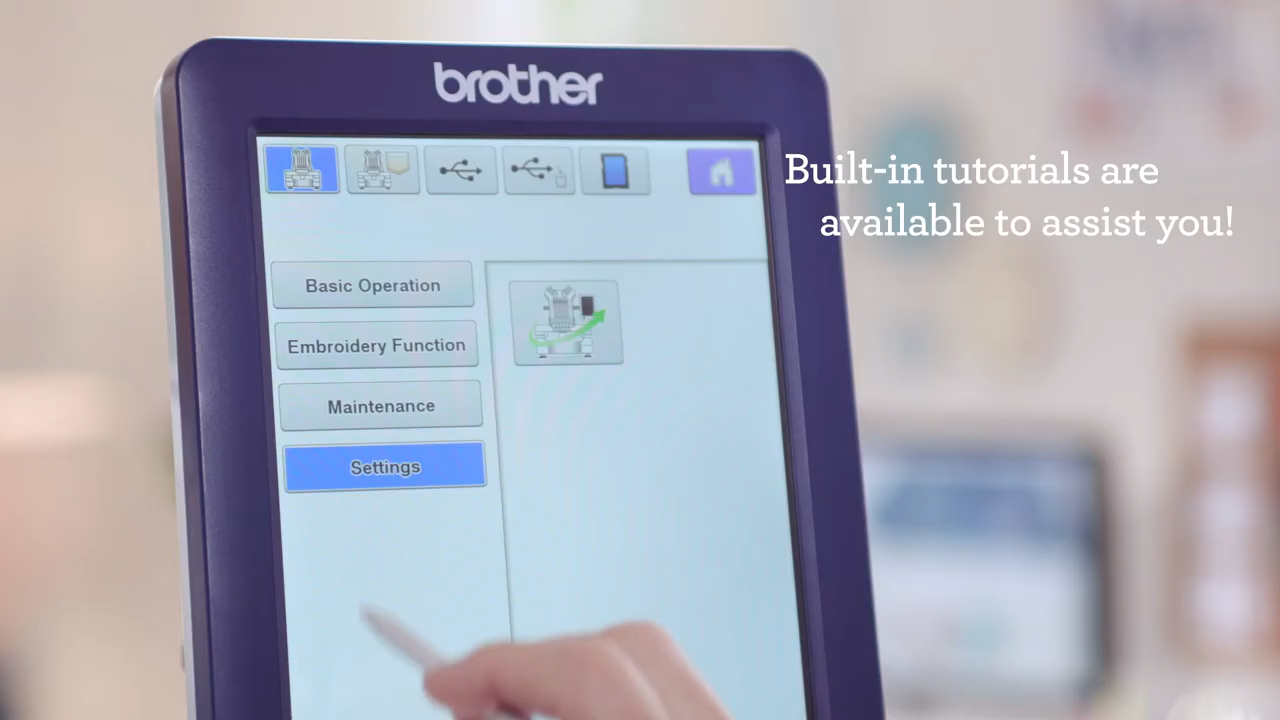 brother
Built-in tutorials are
available to assist you!
Basic Operation
Embroidery Function
Maintenance
Settings